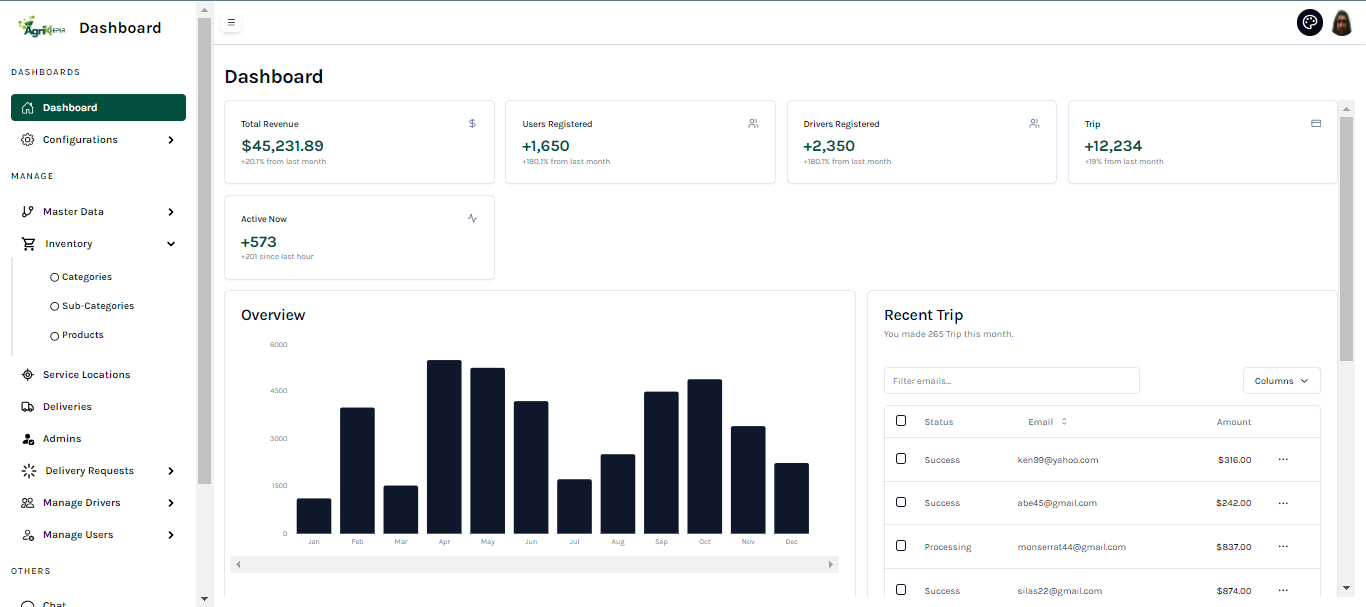 AgriKeeper
Dashboard
DASHBOARDS
Dashboard
Configurations
MANAGE
Master Data
Inventory
Categories
Sub-Categories
Products
Service Locations
Deliveries
Admins
Delivery Requests
Manage Drivers
Manage Users
OTHERS
Chat
Dashboard
Total Revenue
$45,231.89
+20.1% from last month
Users Registered
+1,650
+180.1% from last month
Drivers Registered
+2,350
+180.1% from last month
Trip
+12,234
+19% from last month
Active Now
+573
+201 since last hour
Overview
6000
4500
3000
1500
0
Jan Feb Mar Apr May Jun Jul Aug Sep Oct Nov Dec
Recent Trip
You made 265 Trip this month.
Filter emails...
Columns
Status Email Amount
Success ken99@yahoo.com $316.00
Success abe45@gmail.com $242.00
Processing monserrat44@gmail.com $837.00
Success silas22@gmail.com $874.00